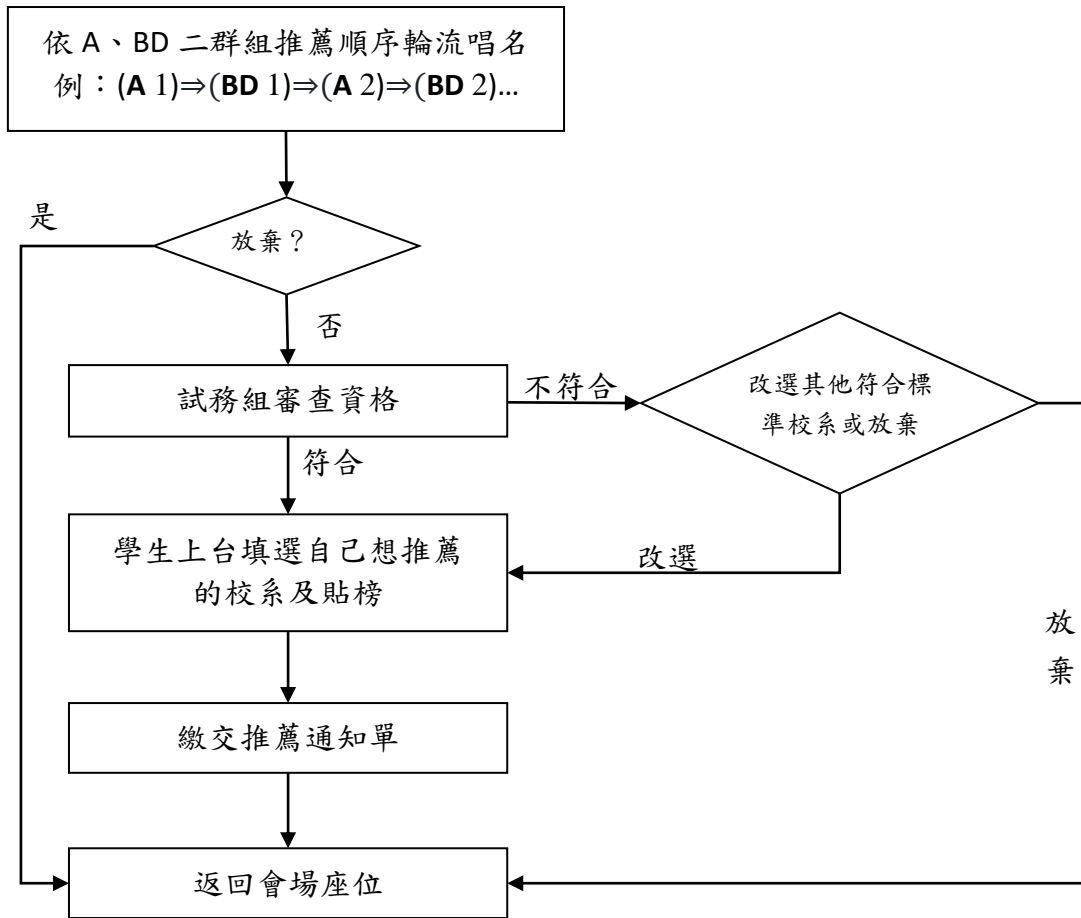 依 A、BD 二群組推薦順序輪流唱名
例：(A 1)⇒(BD 1)⇒(A 2)⇒(BD 2)...
是
放棄？
否
試務組審查資格
不符合
改選其他符合標
準校系或放棄
符合
學生上台填選自己想推薦
的校系及貼榜
改選
放
棄
繳交推薦通知單
返回會場座位